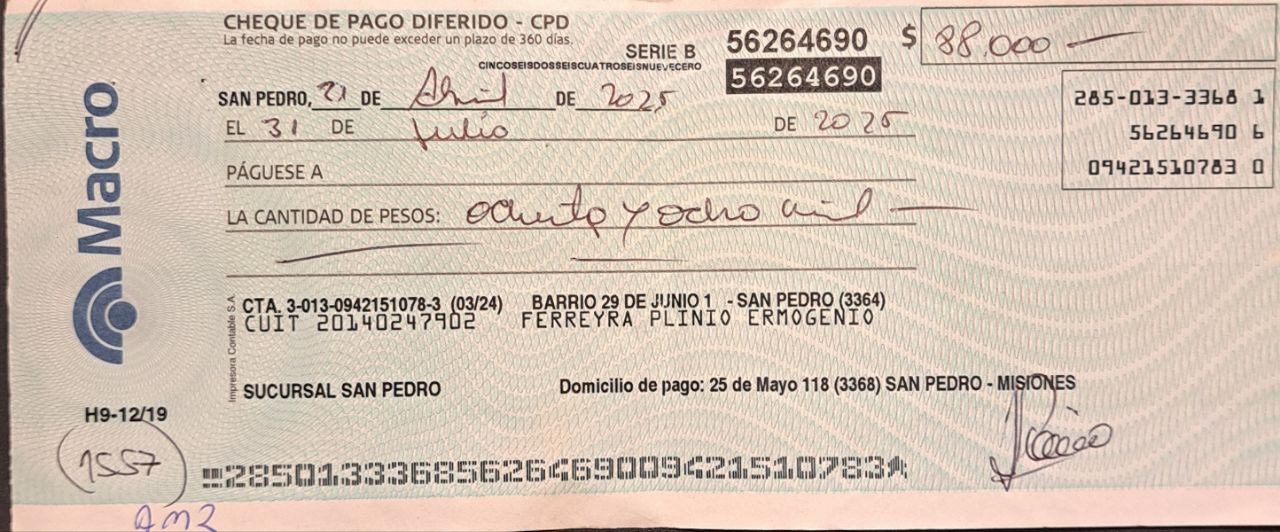 CHEQUE DE PAGO DIFERIDO - CPD
La fecha de pago no puede exceder un plazo de 360 días.
SERIE B 56264690 $ 88.000
CINCOSEISDOSSEISCUATROSEISNUEVECERO
56264690
SAN PEDRO, 21 DE Abril DE 2025
EL 31 DE Julio DE 2025
285-013-3368 1
56264690 6
09421510783 0
PÁGUESE A
LA CANTIDAD DE PESOS: ochenta y ocho mil
Macro
CTA. 3-013-0942151078-3 (03/24) BARRIO 29 DE JUNIO 1 - SAN PEDRO (3364)
CUIT 20140247902 FERREYRA PLINIO ERMOGENIO
Impresora Contable S.A.
SUCURSAL SAN PEDRO Domicilio de pago: 25 de Mayo 118 (3368) SAN PEDRO - MISIONES
H9-12/19
1557
28501333685626469009421510783
AM2